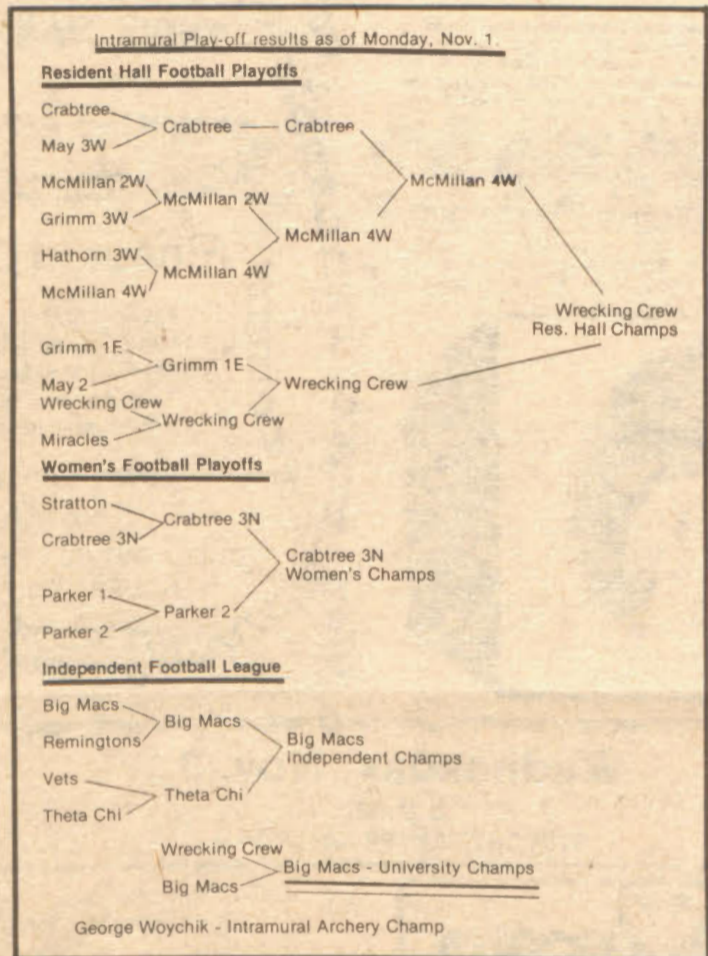 Intramural Play-off results as of Monday, Nov. 1.
Resident Hall Football Playoffs
Crabtree
May 3W
Crabtree
Crabtree
McMillan 2W
Grimm 3W
McMillan 2W
Hathorn 3W
McMillan 4W
McMillan 4W
McMillan 4W
McMillan 4W
Grimm 1E
May 2
Grimm 1E
Wrecking Crew
Miracles
Wrecking Crew
Wrecking Crew
Wrecking Crew
Res. Hall Champs
Women's Football Playoffs
Stratton
Crabtree 3N
Crabtree 3N
Parker 1
Parker 2
Parker 2
Crabtree 3N
Women's Champs
Independent Football League
Big Macs
Remingtons
Big Macs
Vets
Theta Chi
Theta Chi
Big Macs
Independent Champs
Wrecking Crew
Big Macs
Big Macs - University Champs
George Woychik - Intramural Archery Champ